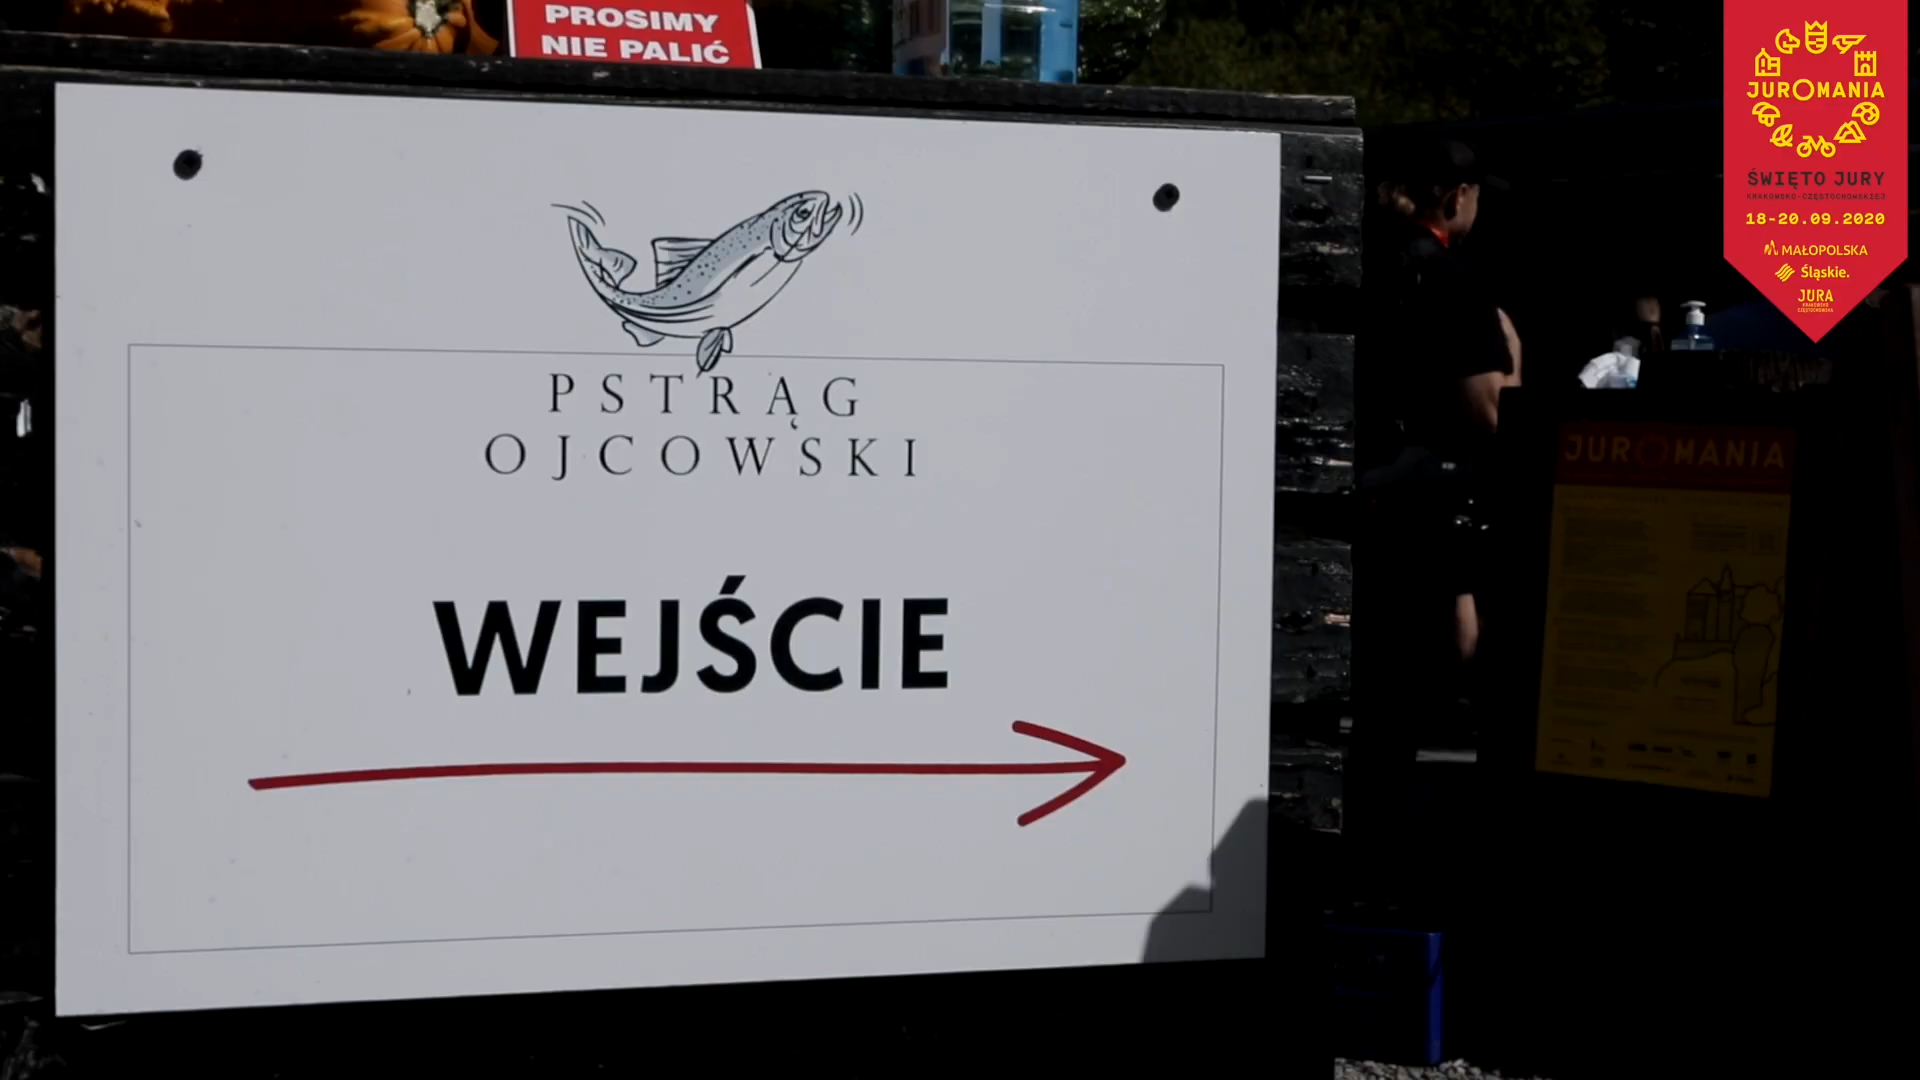 PROSIMY
NIE PALIĆ
PSTRĄG
OJCOWSKI
WEJŚCIE
JUROMANIA
ŚWIĘTO JURY
KRAKOWSKO-CZĘSTOCHOWSKIEJ
18-20.09.2020
MAŁOPOLSKA
Śląskie.
JURA
KRAKOWSKO
CZĘSTOCHOWSKA
JUROMANIA